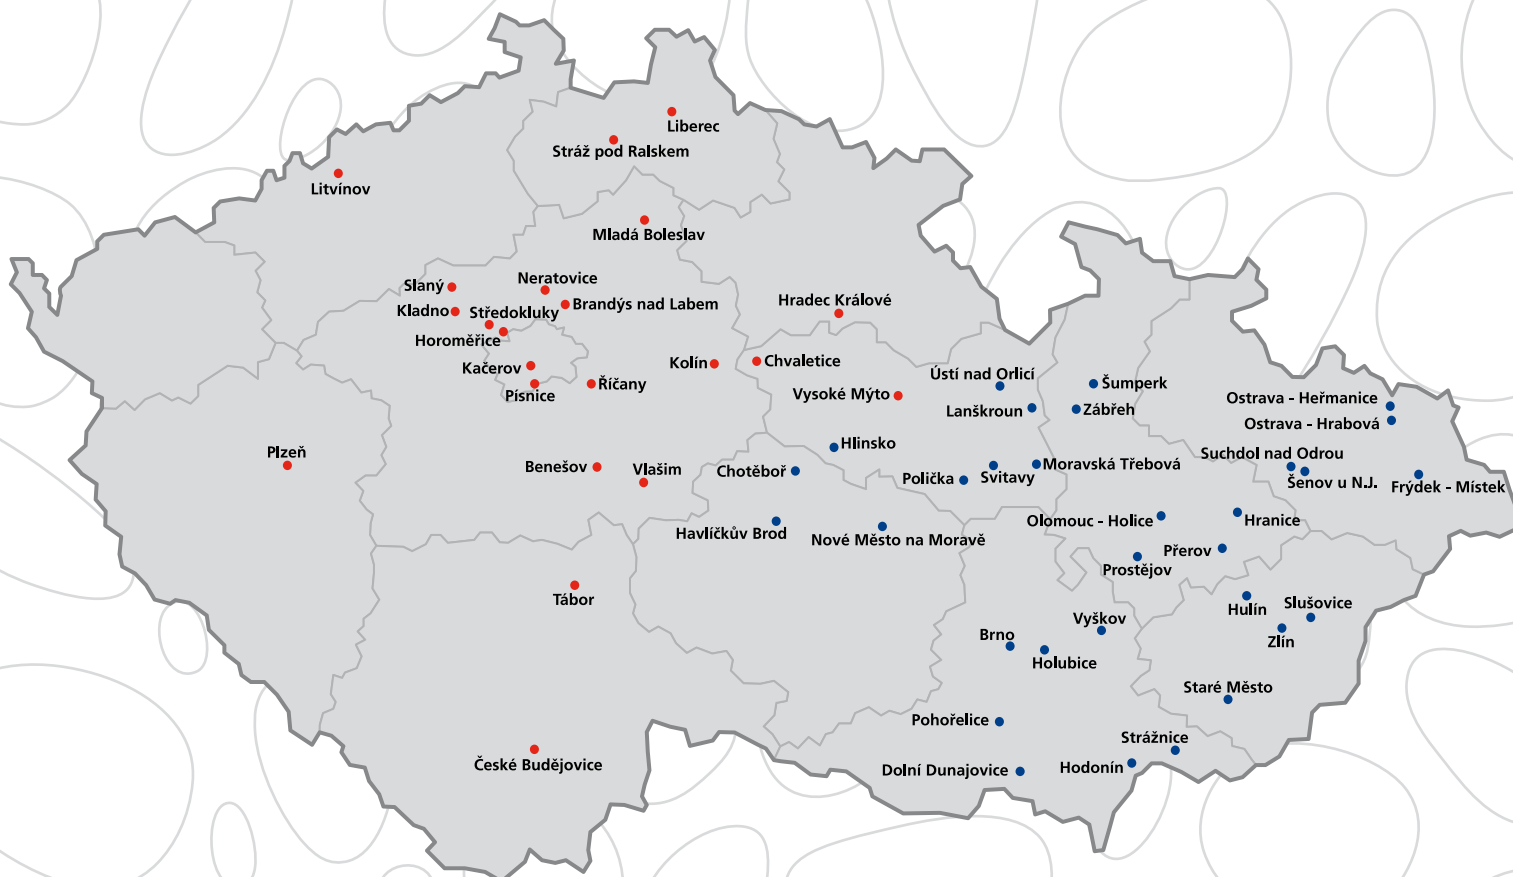 Liberec
Stráž pod Ralskem
Litvínov
Mladá Boleslav
Neratovice
Slaný
Brandýs nad Labem
Kladno
Středokluky
Hradec Králové
Horoměřice
Kačerov
Kolín
Chvaletice
Říčany
Písnice
Vysoké Mýto
Ústí nad Orlicí
Šumperk
Lanškroun
Zábřeh
Ostrava - Heřmanice
Ostrava - Hrabová
Hlinsko
Plzeň
Suchdol nad Odrou
Benešov
Vlašim
Chotěboř
Moravská Třebová
Polička
Svitavy
Šenov u N.J.
Frýdek - Místek
Olomouc - Holice
Hranice
Havlíčkův Brod
Nové Město na Moravě
Přerov
Prostějov
Tábor
Slušovice
Hulín
Vyškov
Brno
Zlín
Holubice
Staré Město
Pohořelice
Strážnice
České Budějovice
Dolní Dunajovice
Hodonín